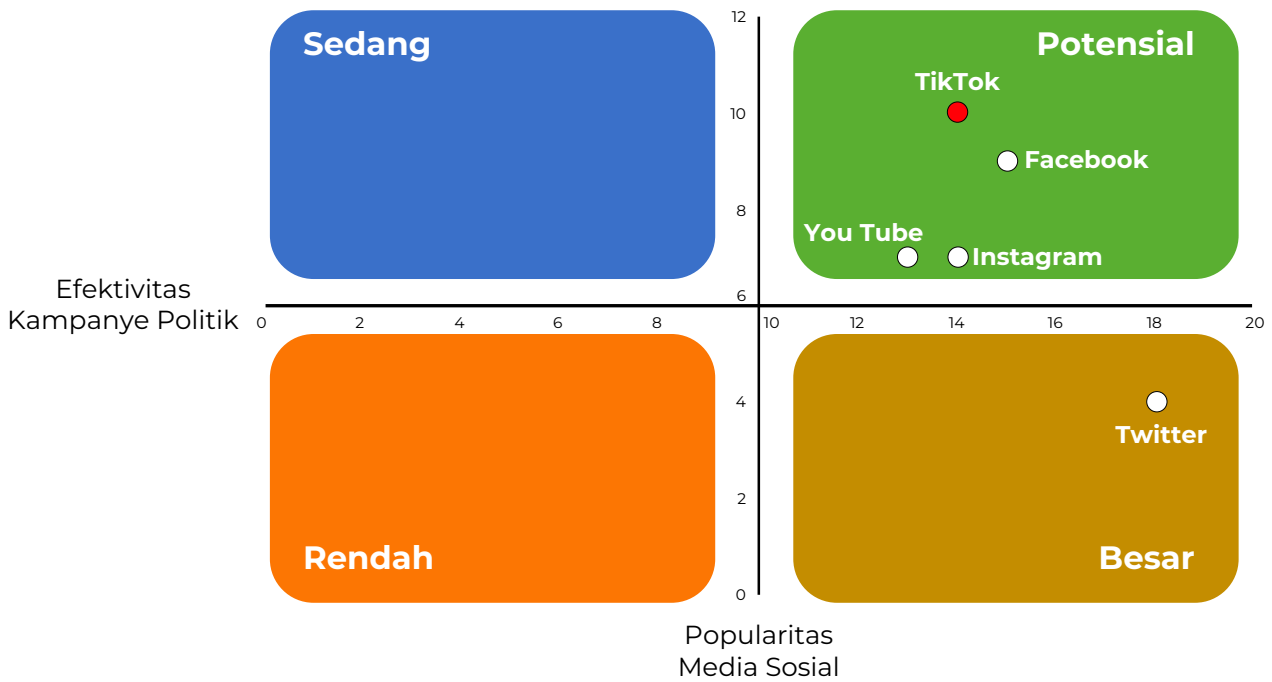 Sedang
Potensial
12
TikTok
10
Facebook
8
You Tube
Instagram
Efektivitas
Kampanye Politik
6
0 2 4 6 8 10 12 14 16 18 20
4
Twitter
2
Rendah
Besar
0
Popularitas
Media Sosial